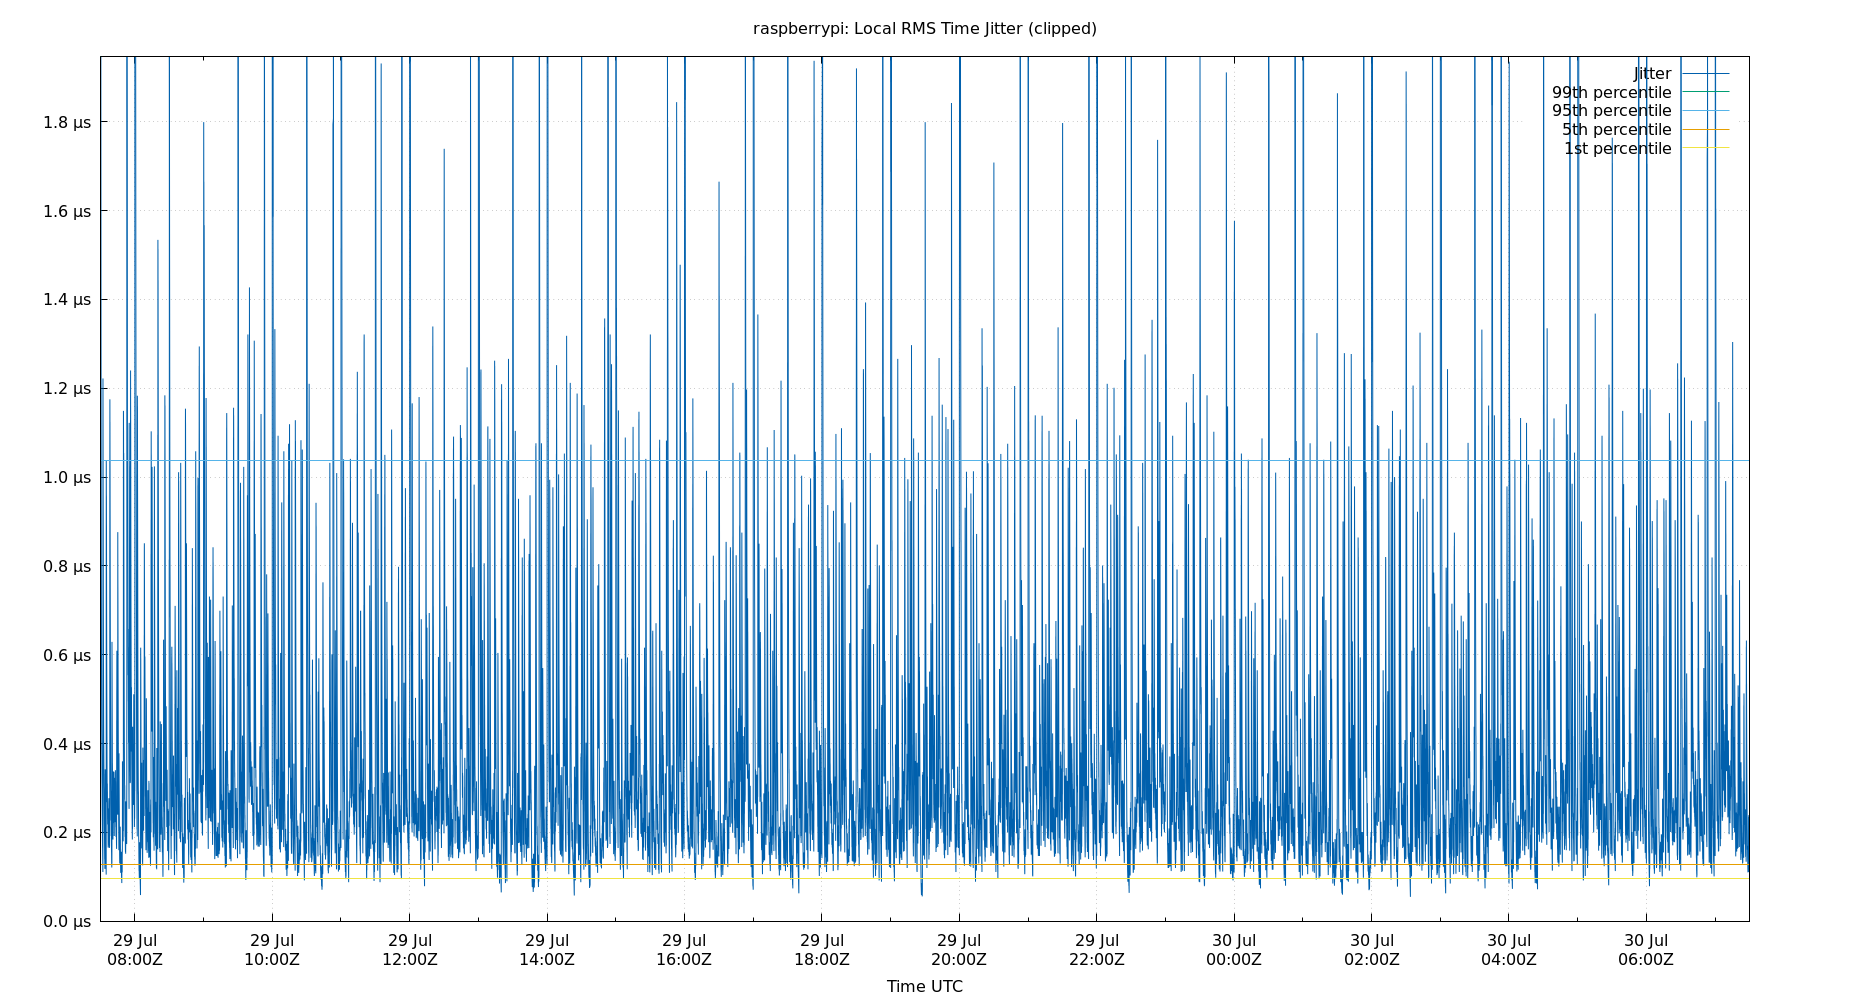 raspberrypi: Local RMS Time Jitter (clipped)
Jitter
99th percentile
95th percentile
5th percentile
1st percentile
1.8 µs
1.6 µs
1.4 µs
1.2 µs
1.0 µs
0.8 µs
0.6 µs
0.4 µs
0.2 µs
0.0 µs
29 Jul 29 Jul 29 Jul 29 Jul 29 Jul 29 Jul 29 Jul 29 Jul 30 Jul 30 Jul 30 Jul 30 Jul
08:00Z 10:00Z 12:00Z 14:00Z 16:00Z 18:00Z 20:00Z 22:00Z 00:00Z 02:00Z 04:00Z 06:00Z
Time UTC